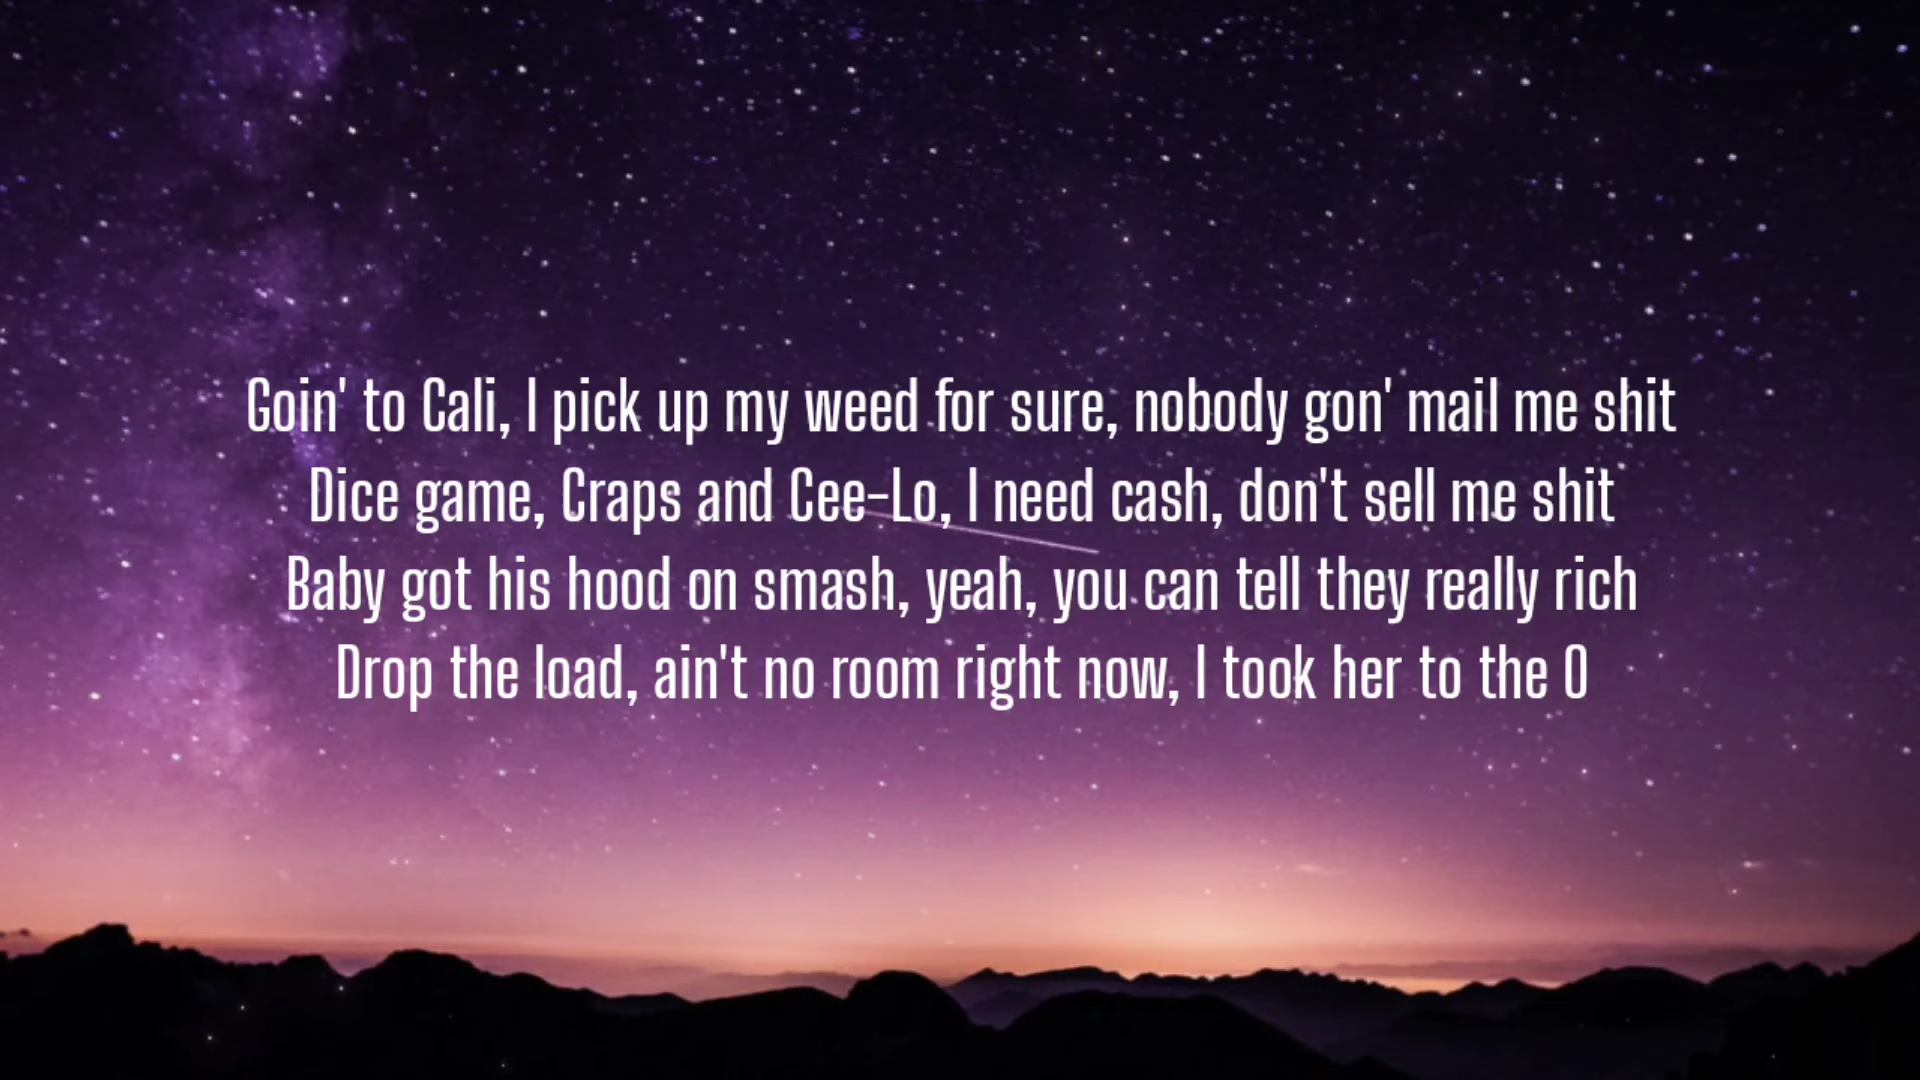 Goin' to Cali, I pick up my weed for sure, nobody gon' mail me shit
Dice game, Craps and Cee-Lo, I need cash, don't sell me shit
Baby got his hood on smash, yeah, you can tell they really rich
Drop the load, ain't no room right now, I took her to the O